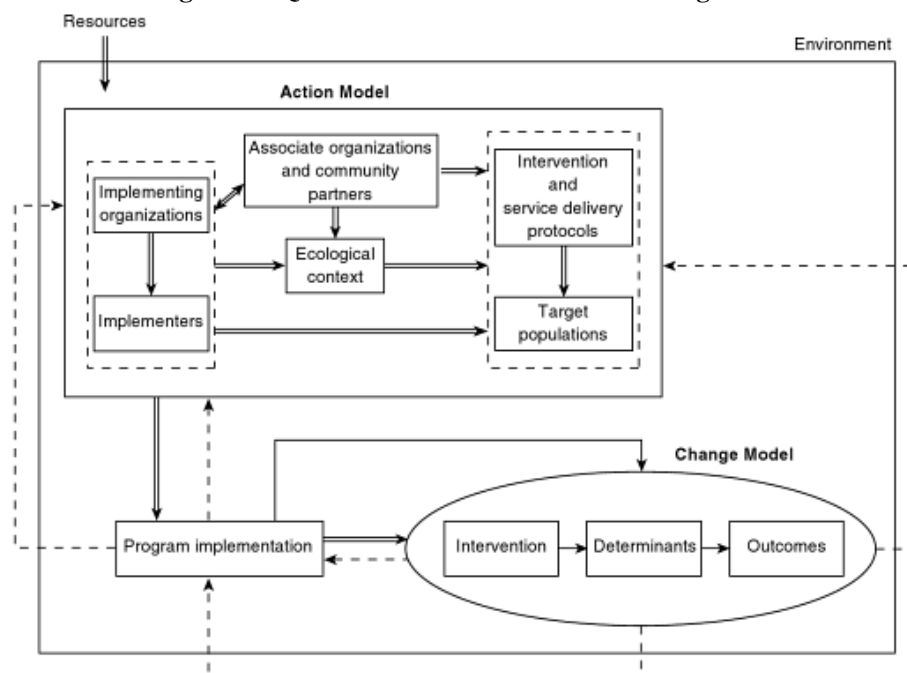 Resources
Environment
Action Model
Associate organizations
and community
partners
Intervention
and
service delivery
protocols
Implementing
organizations
Ecological
context
Implementers
Target
populations
Change Model
Program implementation
Intervention
Determinants
Outcomes